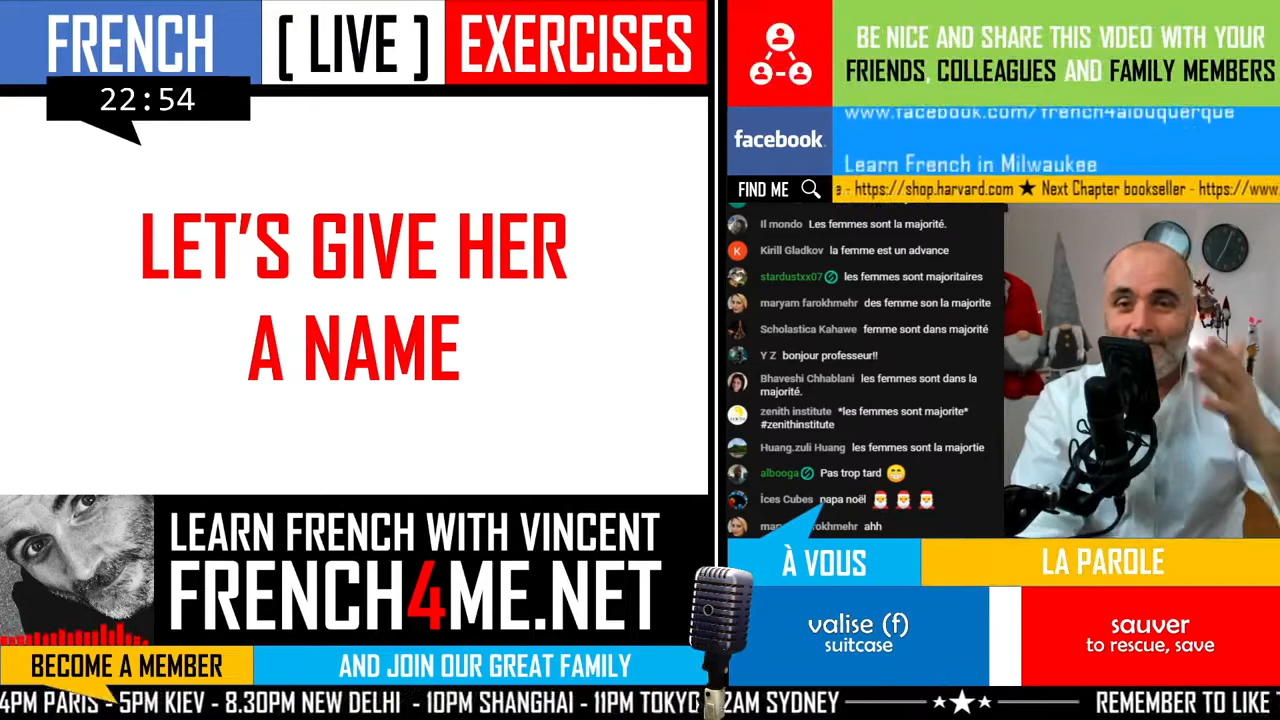 FRENCH
[ LIVE ]
EXERCISES
22:54
LET'S GIVE HER
A NAME
LEARN FRENCH WITH VINCENT
FRENCH4ME.NET
BECOME A MEMBER
AND JOIN OUR GREAT FAMILY
BE NICE AND SHARE THIS VIDEO WITH YOUR
FRIENDS, COLLEAGUES AND FAMILY MEMBERS
facebook.
www.facebook.com/french4albuquerque
Learn French in Milwaukee
FIND ME
e - https://shop.harvard.com ★ Next Chapter bookseller - https://www.
Il mondo Les femmes sont la majorité.
Kirill Gladkov la femme est un advance
stardustxx07 les femmes sont majoritaires
maryam farokhmehr des femme son la majorite
Scholastica Kahawe femme sont dans majorité
Y Z bonjour professeur!!
Bhaveshi Chhablani les femmes sont dans la
majorité.
zenith institute *les femmes sont majorite*
#zenithinstitute
Huang.zuli Huang les femmes sont la majortie
albooga Pas trop tard 😁
İces Cubes papa noël 🎅🎅🎅
ahh
À VOUS
LA PAROLE
valise (f)
suitcase
sauver
to rescue, save
4PM PARIS - 5PM KIEV - 8.30PM NEW DELHI - 10PM SHANGHAI - 11PM TOKYO 2AM SYDNEY ★ REMEMBER TO LIKE